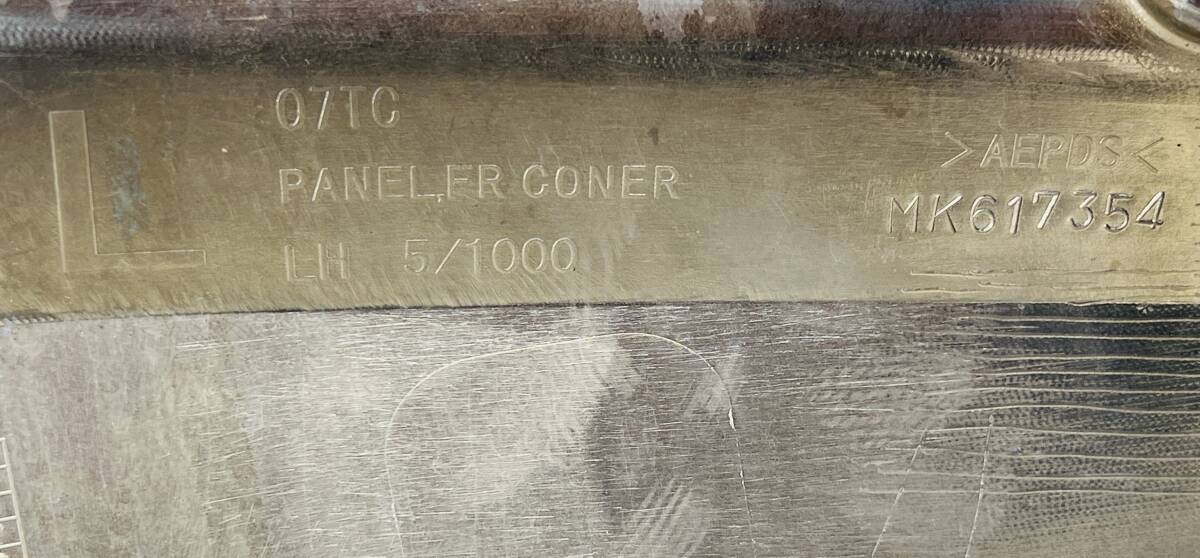 L
07TC
PANEL,FR CONER
LH 5/1000
>AEPDS<
MK617354